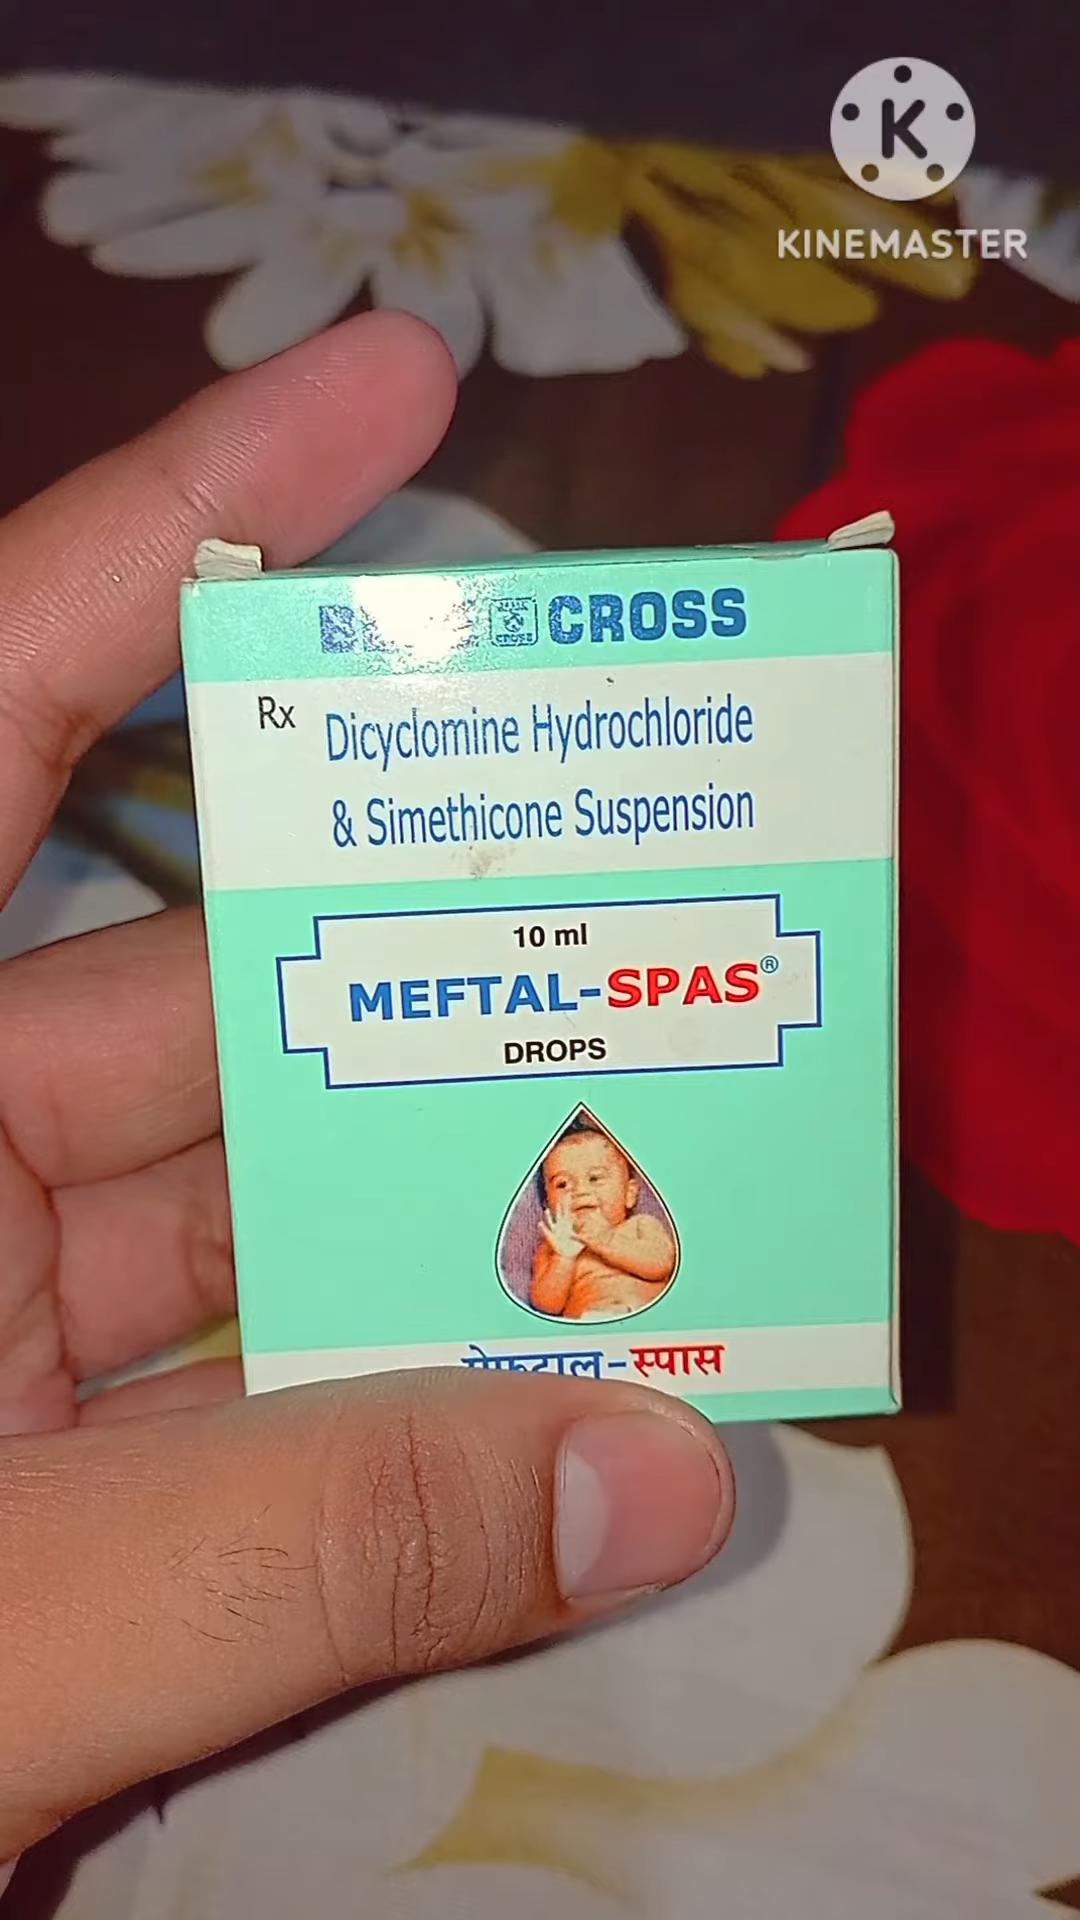 K
KINEMASTER
CROSS
Rx Dicyclomine Hydrochloride
& Simethicone Suspension
10 ml
MEFTAL-SPAS®
DROPS
-स्पास